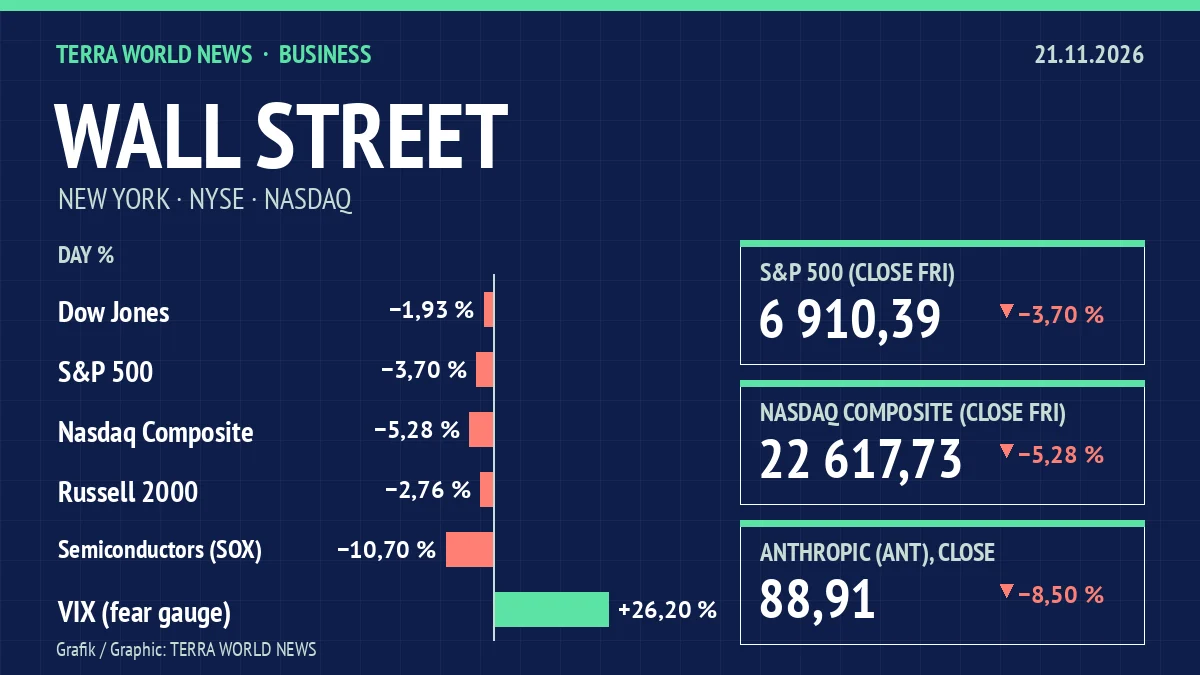 TERRA WORLD NEWS · BUSINESS
21.11.2026
WALL STREET
NEW YORK · NYSE · NASDAQ
DAY %
Dow Jones −1,93 %
S&P 500 −3,70 %
Nasdaq Composite −5,28 %
Russell 2000 −2,76 %
Semiconductors (SOX) −10,70 %
VIX (fear gauge) +26,20 %
S&P 500 (CLOSE FRI)
6 910,39 ▼−3,70 %
NASDAQ COMPOSITE (CLOSE FRI)
22 617,73 ▼−5,28 %
ANTHROPIC (ANT), CLOSE
88,91 ▼−8,50 %
Grafik / Graphic: TERRA WORLD NEWS